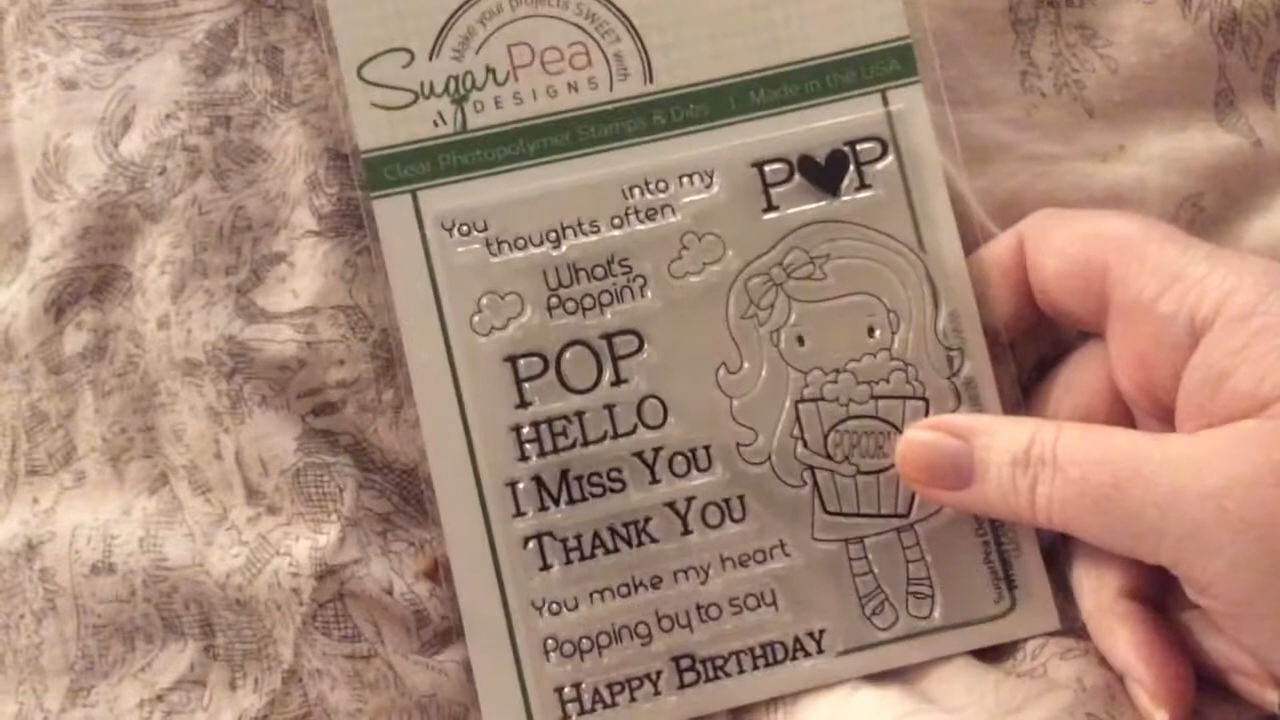 Make your projects SWEET with
SugarPea
DESIGNS
Clear Photopolymer Stamps & Dies | Made in the USA
POP
You into my
thoughts often
What's
Poppin'?
POP
HELLO
I MISS YOU
THANK YOU
You make my heart
Popping by to say
HAPPY BIRTHDAY
POPCORN